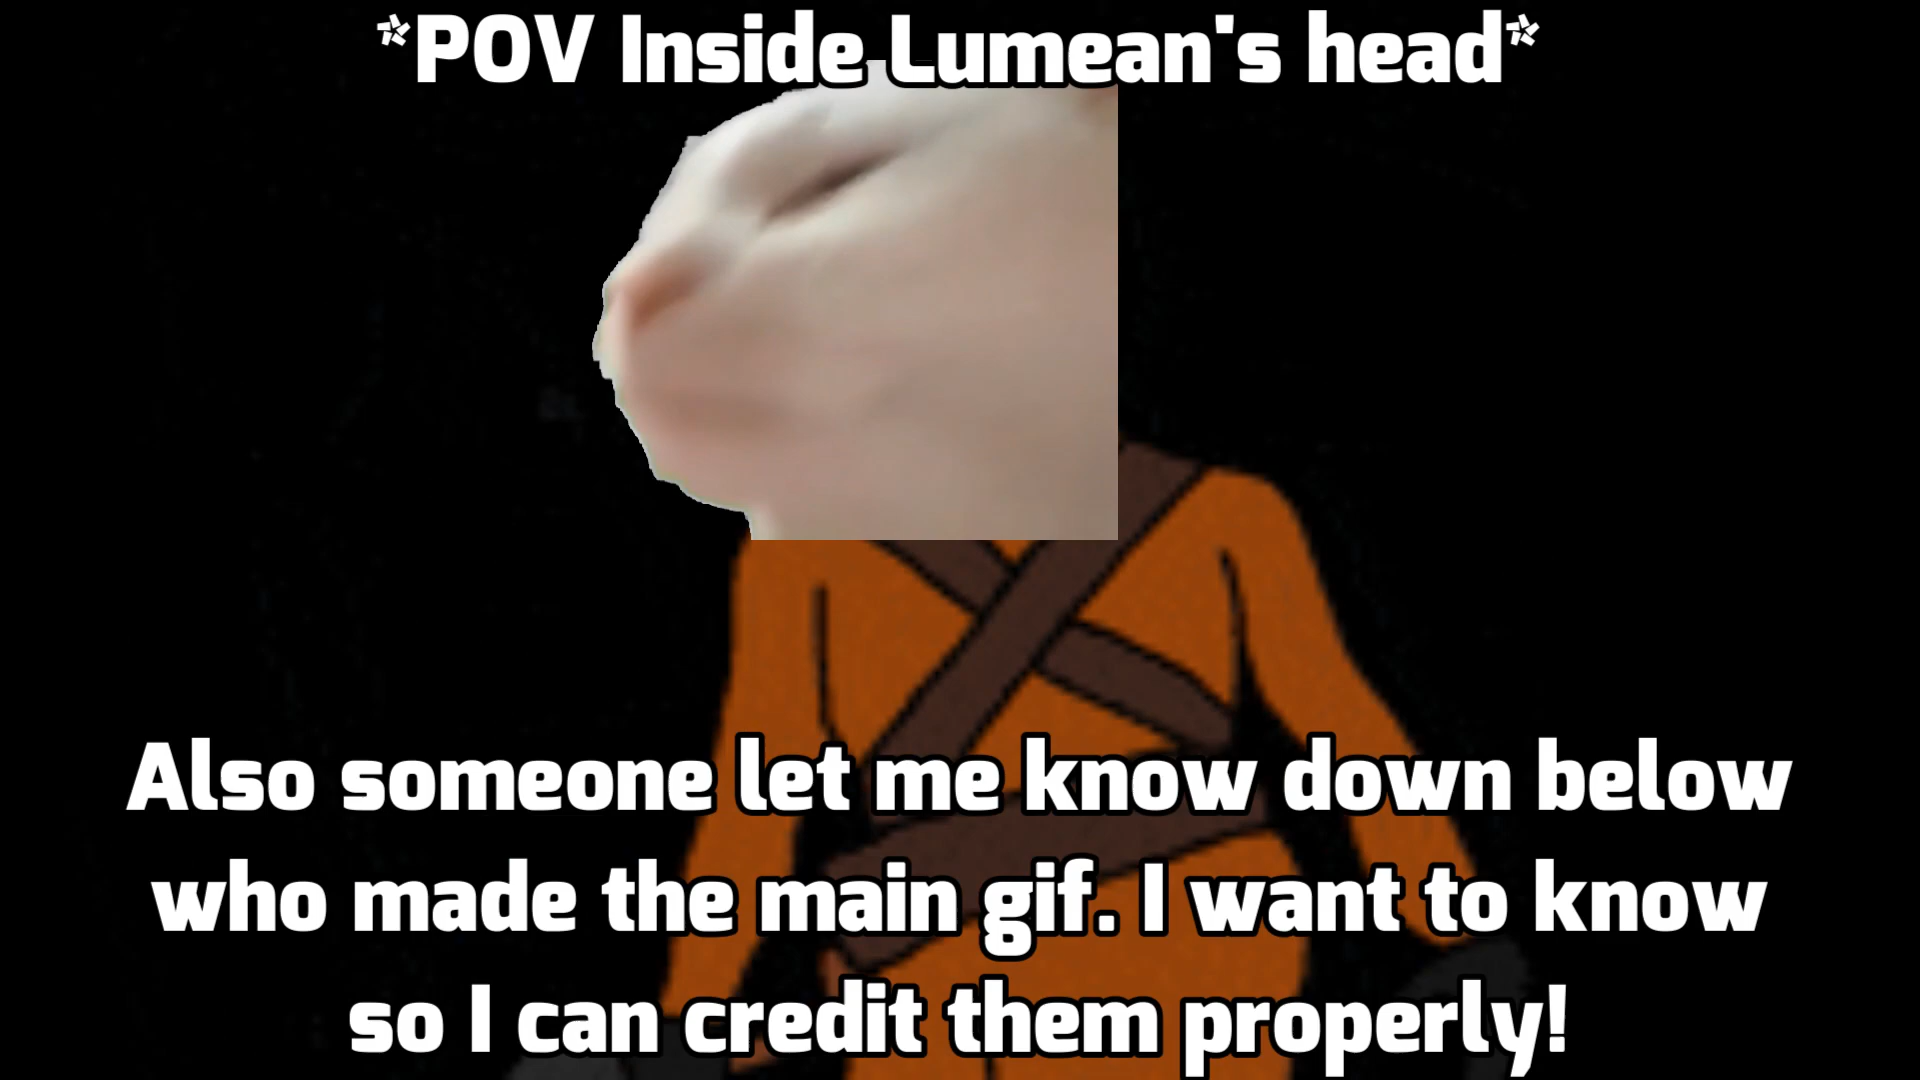 *POV Inside Lumean's head*
Also someone let me know down below
who made the main gif. I want to know
so I can credit them properly!